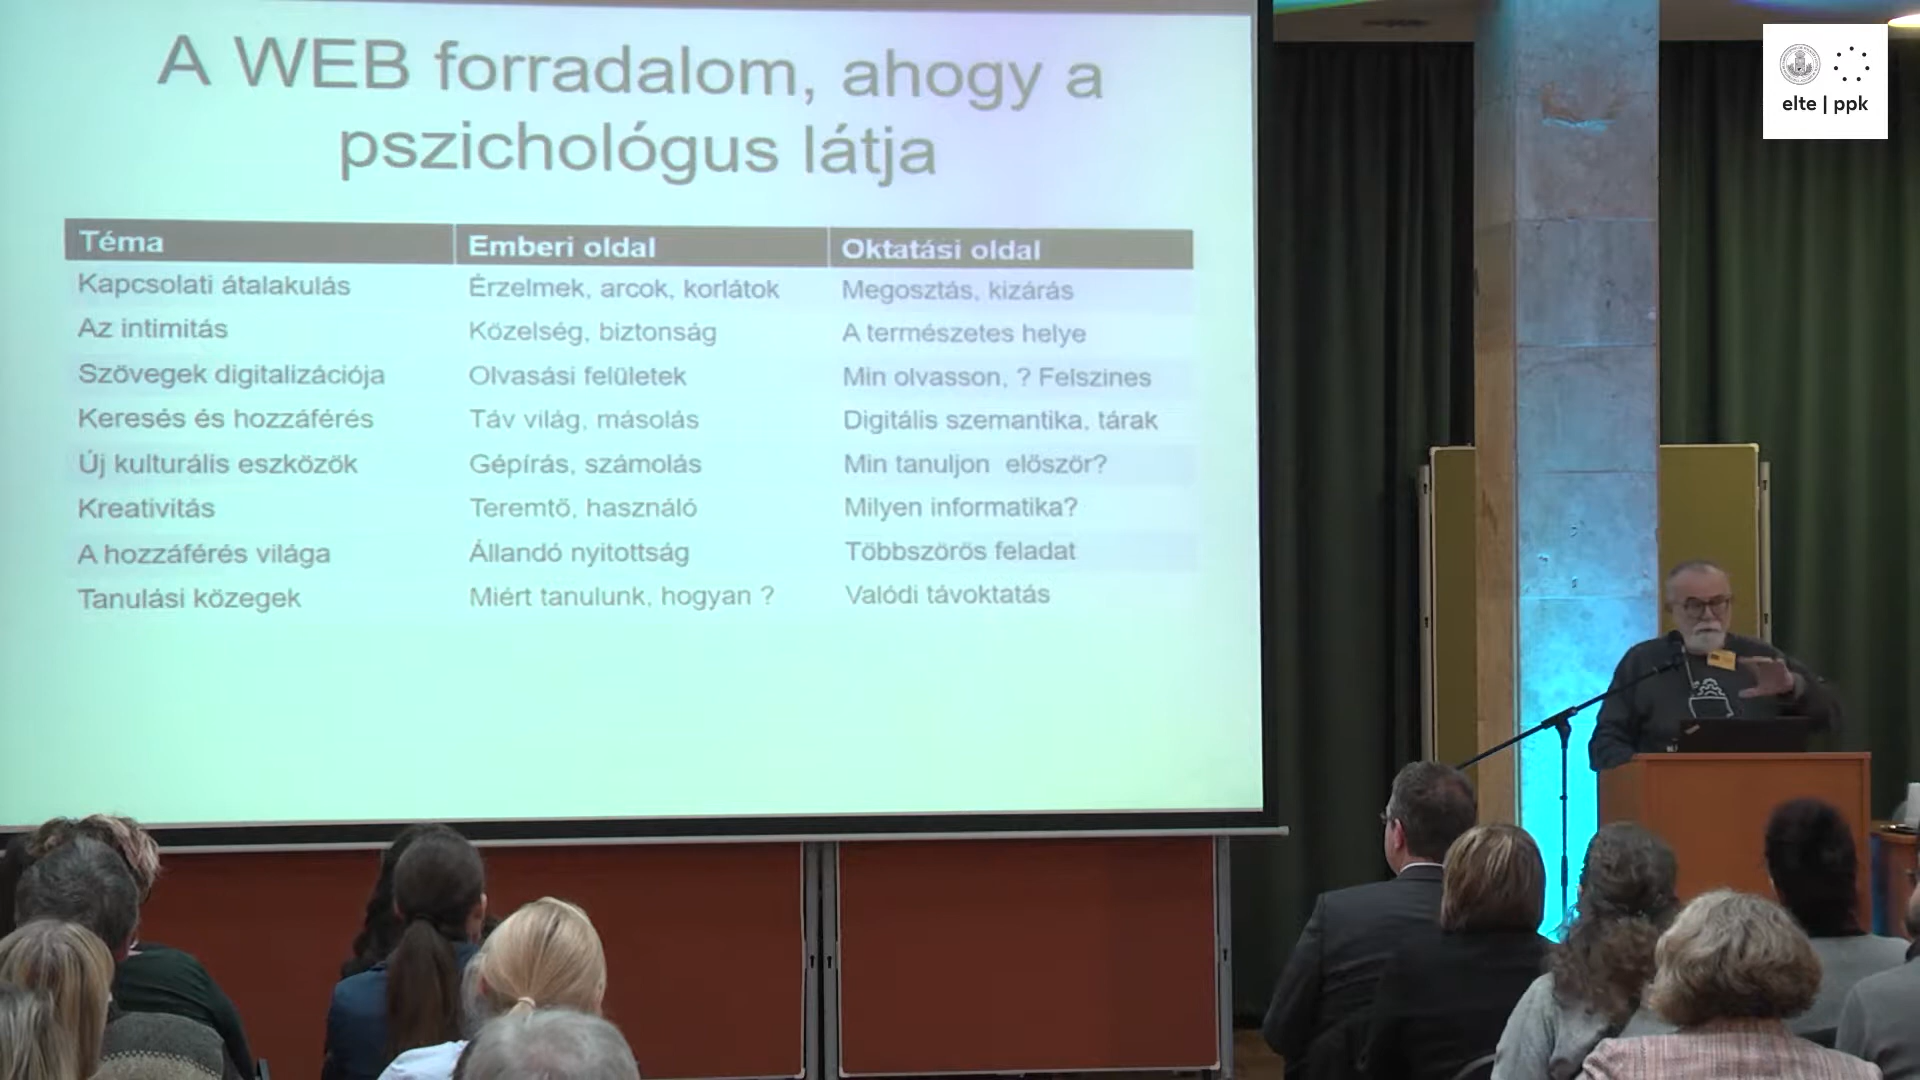 A WEB forradalom, ahogy a
pszichológus látja
Téma Emberi oldal Oktatási oldal
Kapcsolati átalakulás Érzelmek, arcok, korlátok Megosztás, kizárás
Az intimitás Közelség, biztonság A természetes helye
Szövegek digitalizációja Olvasási felületek Min olvasson, ? Felszines
Keresés és hozzáférés Táv világ, másolás Digitális szemantika, tárak
Új kulturális eszközök Gépírás, számolás Min tanuljon először?
Kreativitás Teremtő, használó Milyen informatika?
A hozzáférés világa Állandó nyitottság Többszörös feladat
Tanulási közegek Miért tanulunk, hogyan ? Valódi távoktatás
elte | ppk